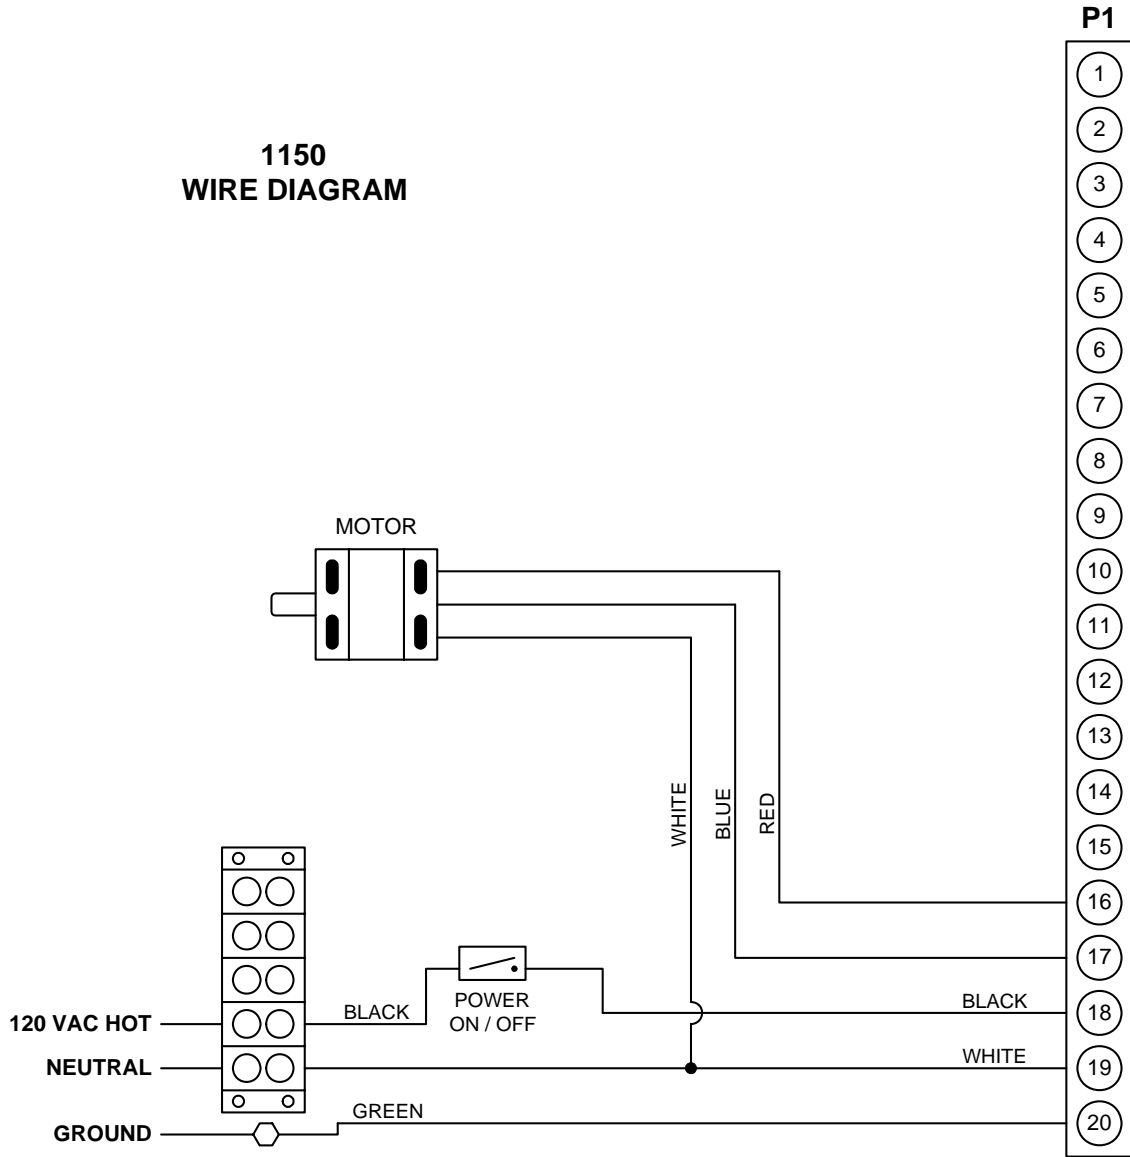 P1
1150
WIRE DIAGRAM
1
2
3
4
5
6
7
8
9
10
11
12
13
14
15
16
17
18
19
20
MOTOR
WHITE
BLUE
RED
120 VAC HOT
BLACK
POWER
ON / OFF
BLACK
NEUTRAL
WHITE
GROUND
GREEN